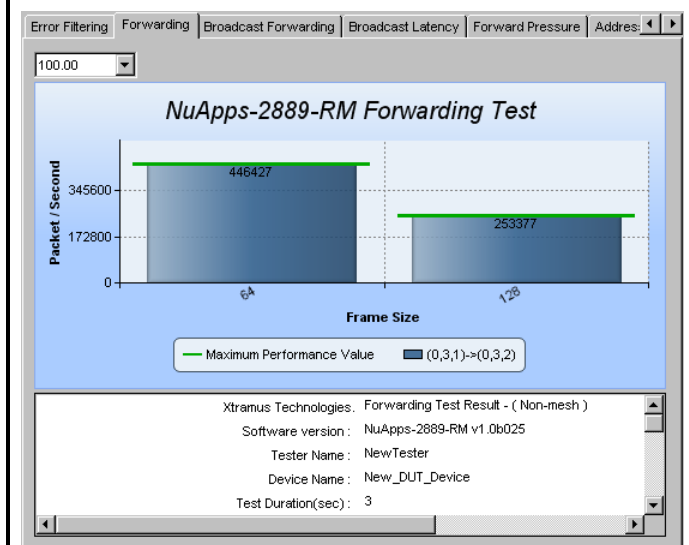 Error Filtering Forwarding Broadcast Forwarding Broadcast Latency Forward Pressure Addres
100.00
NuApps-2889-RM Forwarding Test
Packet / Second
345600
172800
0
446427
253377
64
128
Frame Size
Maximum Performance Value (0,3,1)->(0,3,2)
Xtramus Technologies. Forwarding Test Result - ( Non-mesh )
Software version : NuApps-2889-RM v1.0b025
Tester Name : NewTester
Device Name : New_DUT_Device
Test Duration(sec) : 3